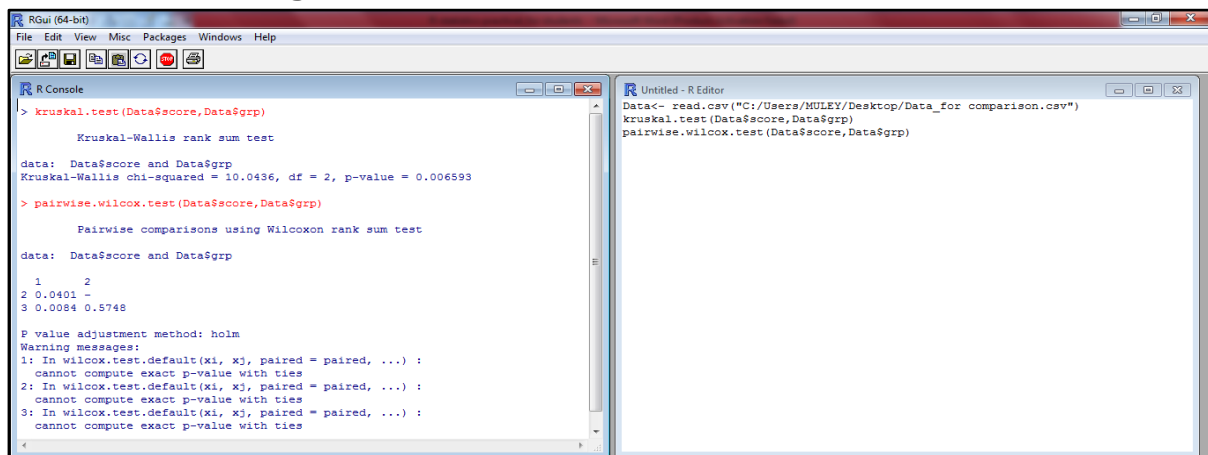 RGui (64-bit)
File Edit View Misc Packages Windows Help
STOP
R Console
> kruskal.test(Data$score,Data$grp)
Kruskal-Wallis rank sum test
data:  Data$score and Data$grp
Kruskal-Wallis chi-squared = 10.0436, df = 2, p-value = 0.006593
> pairwise.wilcox.test(Data$score,Data$grp)
Pairwise comparisons using Wilcoxon rank sum test
data:  Data$score and Data$grp
1 2
2 0.0401 -
3 0.0084 0.5748
P value adjustment method: holm
Warning messages:
1: In wilcox.test.default(xi, xj, paired = paired, ...) :
cannot compute exact p-value with ties
2: In wilcox.test.default(xi, xj, paired = paired, ...) :
cannot compute exact p-value with ties
3: In wilcox.test.default(xi, xj, paired = paired, ...) :
cannot compute exact p-value with ties
Untitled - R Editor
Data<- read.csv("C:/Users/MULEY/Desktop/Data_for comparison.csv")
kruskal.test(Data$score,Data$grp)
pairwise.wilcox.test(Data$score,Data$grp)